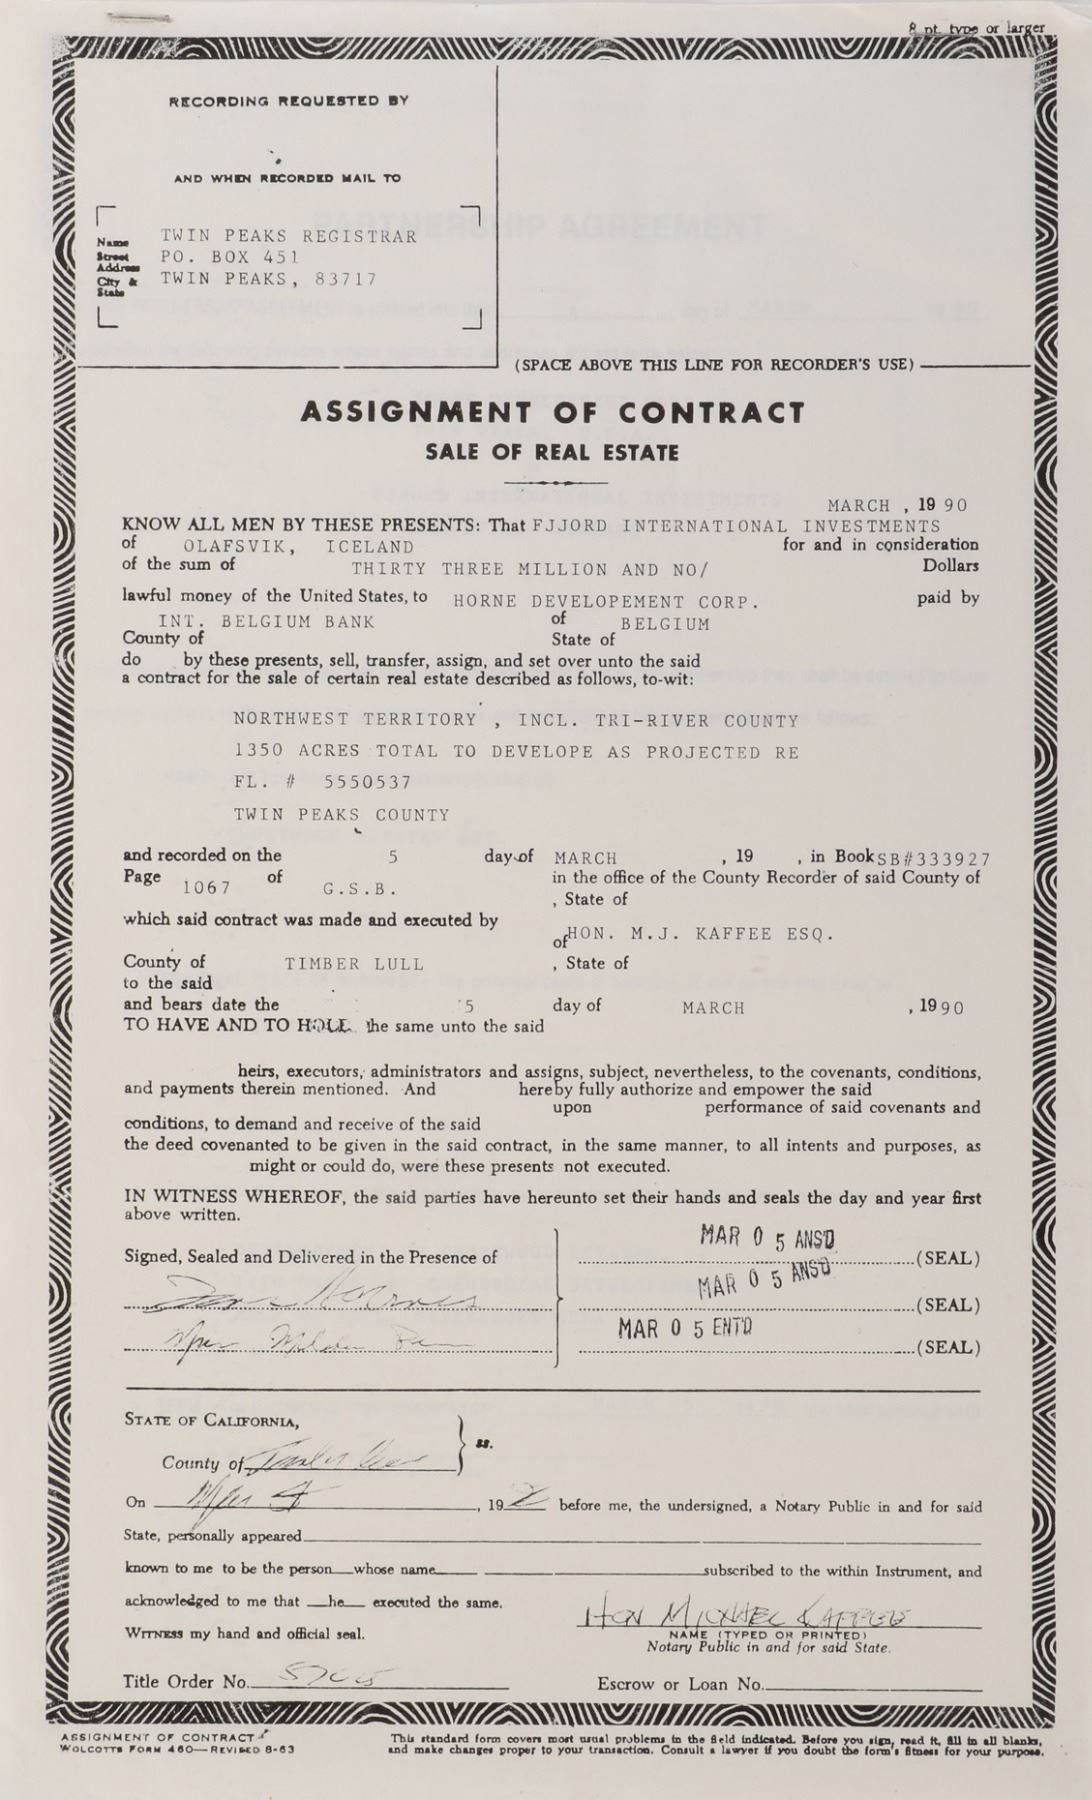 8 pt. type or larger
RECORDING REQUESTED BY
AND WHEN RECORDED MAIL TO
Name TWIN PEAKS REGISTRAR
Street Address PO. BOX 451
City & State TWIN PEAKS, 83717
PARTNERSHIP AGREEMENT
(SPACE ABOVE THIS LINE FOR RECORDER'S USE)
ASSIGNMENT OF CONTRACT
SALE OF REAL ESTATE
MARCH , 19 90
KNOW ALL MEN BY THESE PRESENTS: That FJJORD INTERNATIONAL INVESTMENTS
of OLAFSVIK, ICELAND for and in consideration
of the sum of THIRTY THREE MILLION AND NO/ Dollars
lawful money of the United States, to HORNE DEVELOPEMENT CORP. paid by
INT. BELGIUM BANK of BELGIUM
County of State of
do by these presents, sell, transfer, assign, and set over unto the said
a contract for the sale of certain real estate described as follows, to-wit:
NORTHWEST TERRITORY , INCL. TRI-RIVER COUNTY
1350 ACRES TOTAL TO DEVELOPE AS PROJECTED RE
FL. # 5550537
TWIN PEAKS COUNTY
and recorded on the 5 day of MARCH , 19 , in Book SB#333927
Page 1067 of G.S.B. in the office of the County Recorder of said County of
, State of
which said contract was made and executed by
of HON. M.J. KAFFEE ESQ.
County of TIMBER LULL , State of
to the said
and bears date the 5 day of MARCH , 19 90
TO HAVE AND TO HOLL the same unto the said
heirs, executors, administrators and assigns, subject, nevertheless, to the covenants, conditions,
and payments therein mentioned. And hereby fully authorize and empower the said
upon performance of said covenants and
conditions, to demand and receive of the said
the deed covenanted to be given in the said contract, in the same manner, to all intents and purposes, as
might or could do, were these presents not executed.
IN WITNESS WHEREOF, the said parties have hereunto set their hands and seals the day and year first
above written.
MAR 0 5 ANS'D
Signed, Sealed and Delivered in the Presence of (SEAL)
MAR 0 5 ANS'D
(SEAL)
MAR 0 5 ENT'D
(SEAL)
STATE OF CALIFORNIA,
County of ss.
On , 19 before me, the undersigned, a Notary Public in and for said
State, personally appeared
known to me to be the person whose name subscribed to the within Instrument, and
acknowledged to me that he executed the same.
HON MICHAEL KAFFEE
WITNESS my hand and official seal.
NAME (TYPED OR PRINTED)
Notary Public in and for said State.
Title Order No. Escrow or Loan No.
ASSIGNMENT OF CONTRACT
WOLCOTTS FORM 460—REVISED 8-63
This standard form covers most usual problems in the field indicated. Before you sign, read it, fill in all blanks,
and make changes proper to your transaction. Consult a lawyer if you doubt the form's fitness for your purpose.